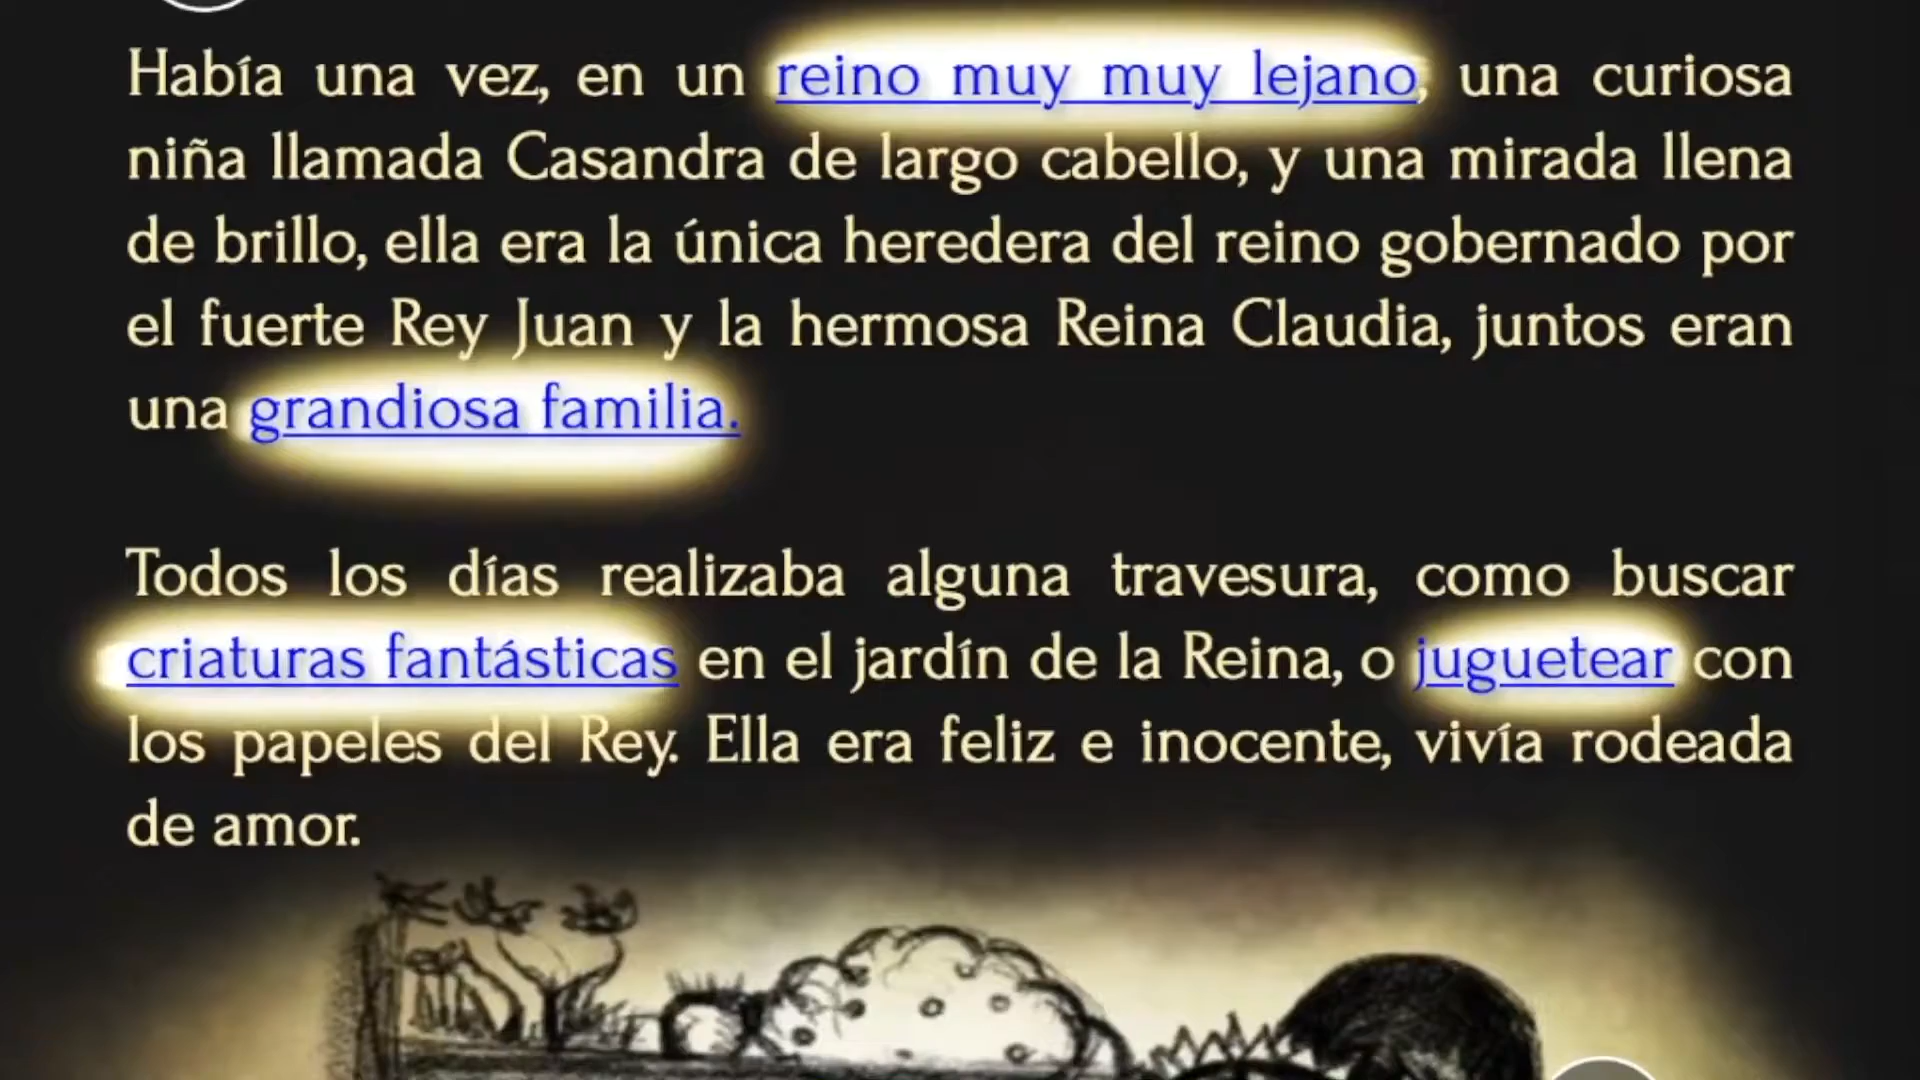 Había una vez, en un reino muy muy lejano, una curiosa
niña llamada Casandra de largo cabello, y una mirada llena
de brillo, ella era la única heredera del reino gobernado por
el fuerte Rey Juan y la hermosa Reina Claudia, juntos eran
una grandiosa familia.
Todos los días realizaba alguna travesura, como buscar
criaturas fantásticas en el jardín de la Reina, o juguetear con
los papeles del Rey. Ella era feliz e inocente, vivía rodeada
de amor.